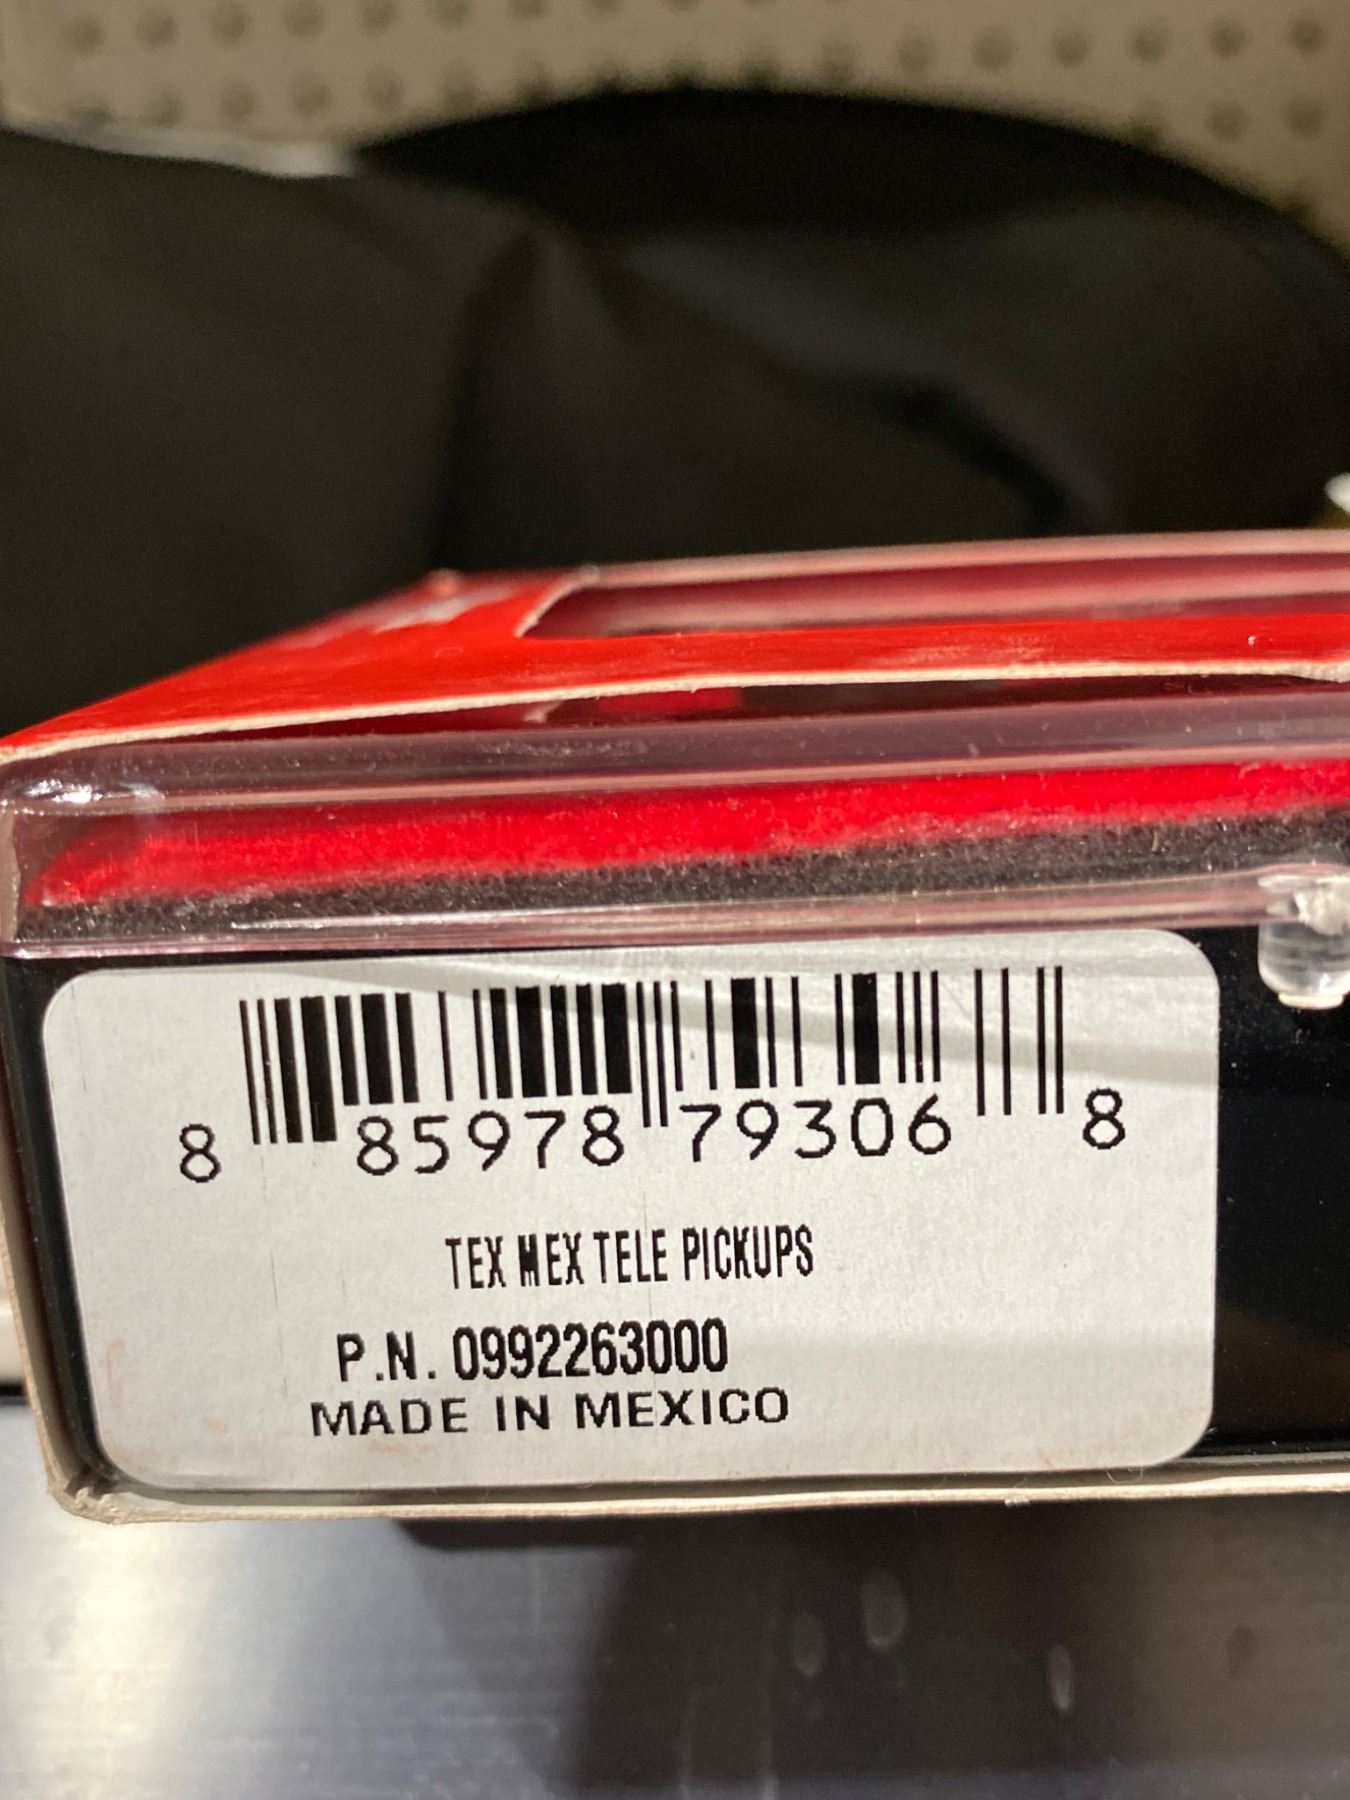 8 85978 79306 8
TEX MEX TELE PICKUPS
P.N. 0992263000
MADE IN MEXICO